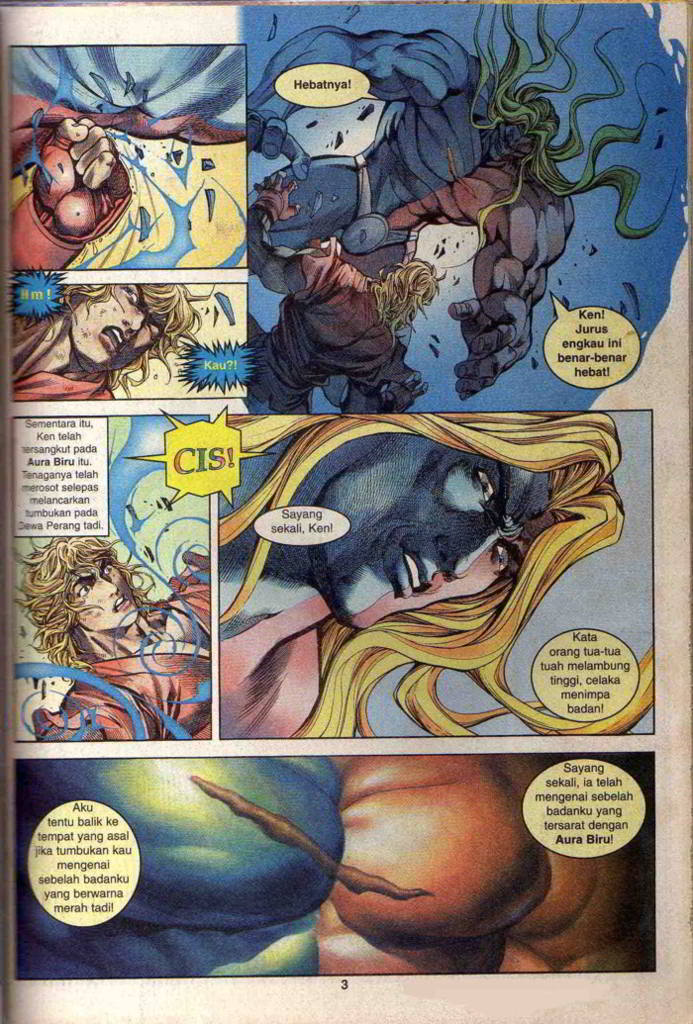 Hebatnya!
Ken!
Jurus
engkau ini
benar-benar
hebat!
Hm!
Kau?!
Sementara itu,
Ken telah
tersangkut pada
Aura Biru itu.
Tenaganya telah
merosot selepas
melancarkan
tumbukan pada
Dewa Perang tadi.
CIS!
Sayang
sekali, Ken!
Kata
orang tua-tua
tuah melambung
tinggi, celaka
menimpa
badan!
Aku
tentu balik ke
tempat yang asal
jika tumbukan kau
mengenai
sebelah badanku
yang berwarna
merah tadi!
Sayang
sekali, ia telah
mengenai sebelah
badanku yang
tersarat dengan
Aura Biru!
3